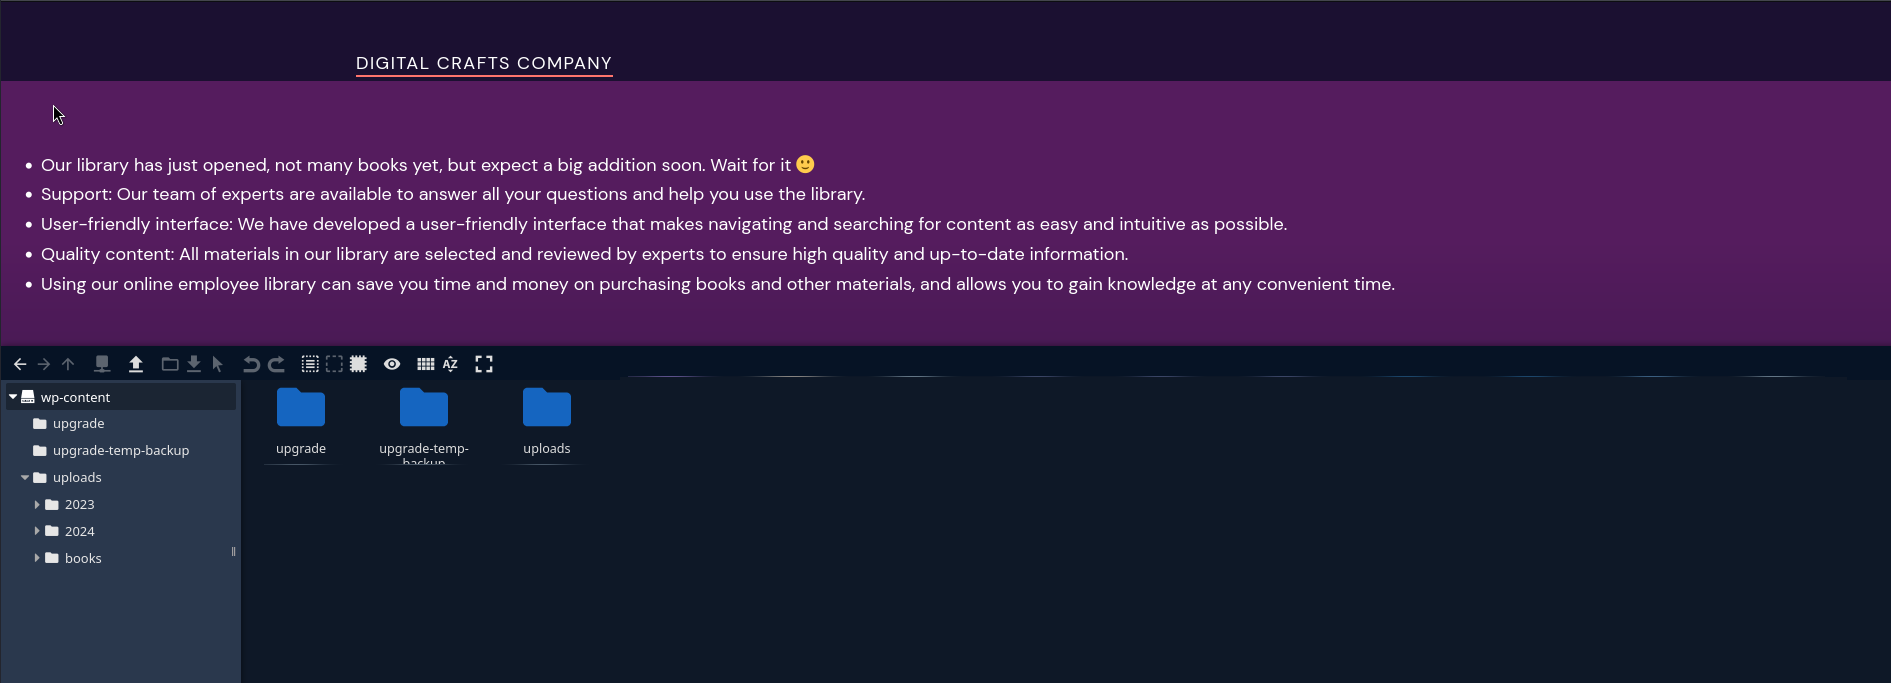 DIGITAL CRAFTS COMPANY
• Our library has just opened, not many books yet, but expect a big addition soon. Wait for it 🙂
• Support: Our team of experts are available to answer all your questions and help you use the library.
• User-friendly interface: We have developed a user-friendly interface that makes navigating and searching for content as easy and intuitive as possible.
• Quality content: All materials in our library are selected and reviewed by experts to ensure high quality and up-to-date information.
• Using our online employee library can save you time and money on purchasing books and other materials, and allows you to gain knowledge at any convenient time.
AZ
wp-content
upgrade
upgrade-temp-backup
uploads
2023
2024
books
upgrade
upgrade-temp-
backup
uploads